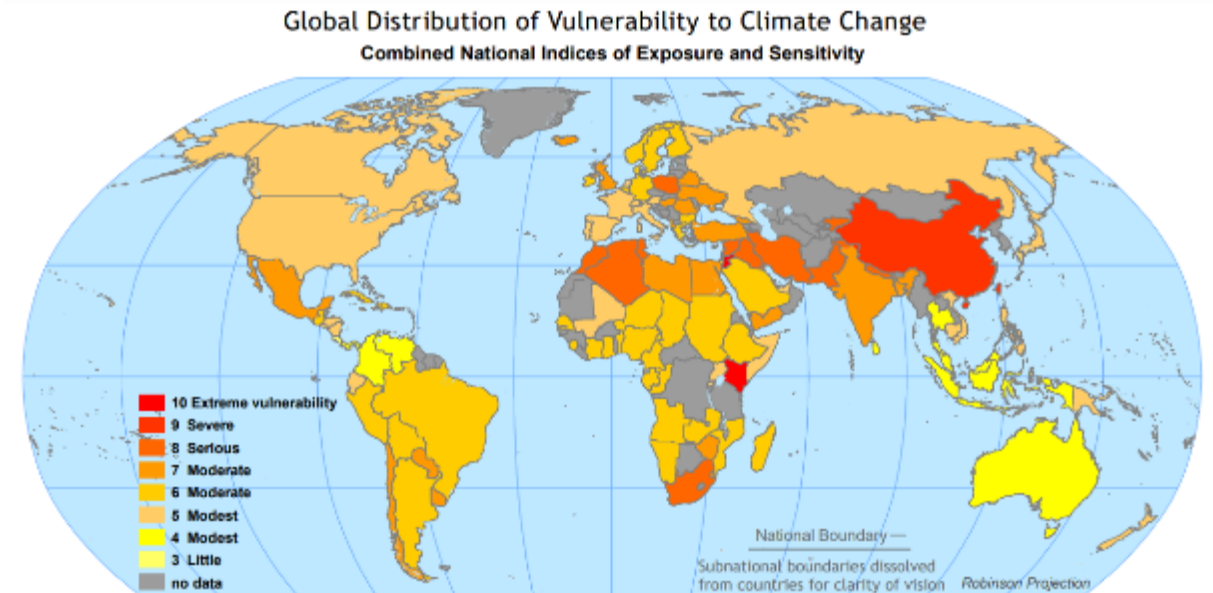 Global Distribution of Vulnerability to Climate Change
Combined National Indices of Exposure and Sensitivity
10 Extreme vulnerability
9 Severe
8 Serious
7 Moderate
6 Moderate
5 Modest
4 Modest
3 Little
no data
National Boundary —
Subnational boundaries dissolved
from countries for clarity of vision
Robinson Projection